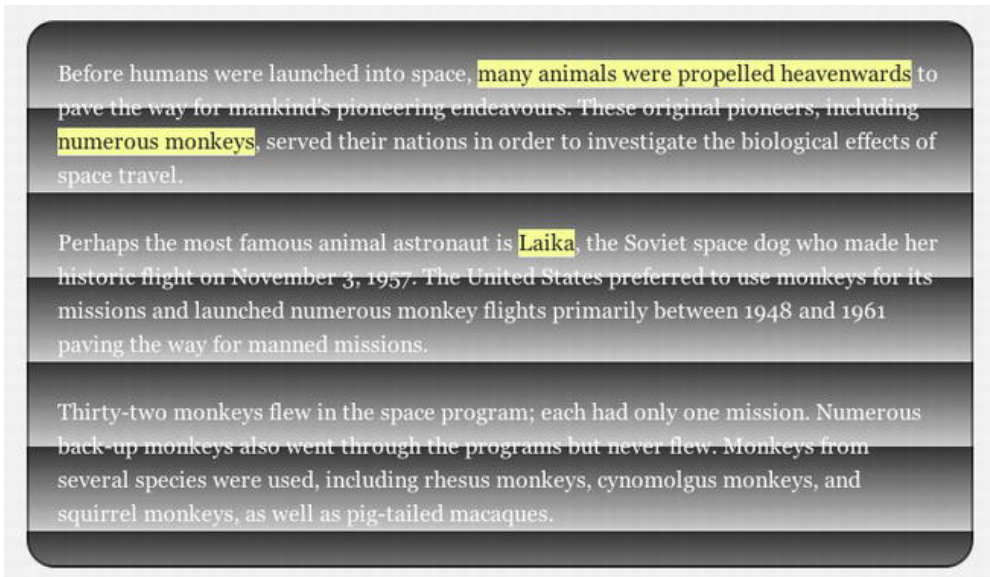 Before humans were launched into space, many animals were propelled heavenwards to
pave the way for mankind's pioneering endeavours. These original pioneers, including
numerous monkeys, served their nations in order to investigate the biological effects of
space travel.
Perhaps the most famous animal astronaut is Laika, the Soviet space dog who made her
historic flight on November 3, 1957. The United States preferred to use monkeys for its
missions and launched numerous monkey flights primarily between 1948 and 1961
paving the way for manned missions.
Thirty-two monkeys flew in the space program; each had only one mission. Numerous
back-up monkeys also went through the programs but never flew. Monkeys from
several species were used, including rhesus monkeys, cynomolgus monkeys, and
squirrel monkeys, as well as pig-tailed macaques.